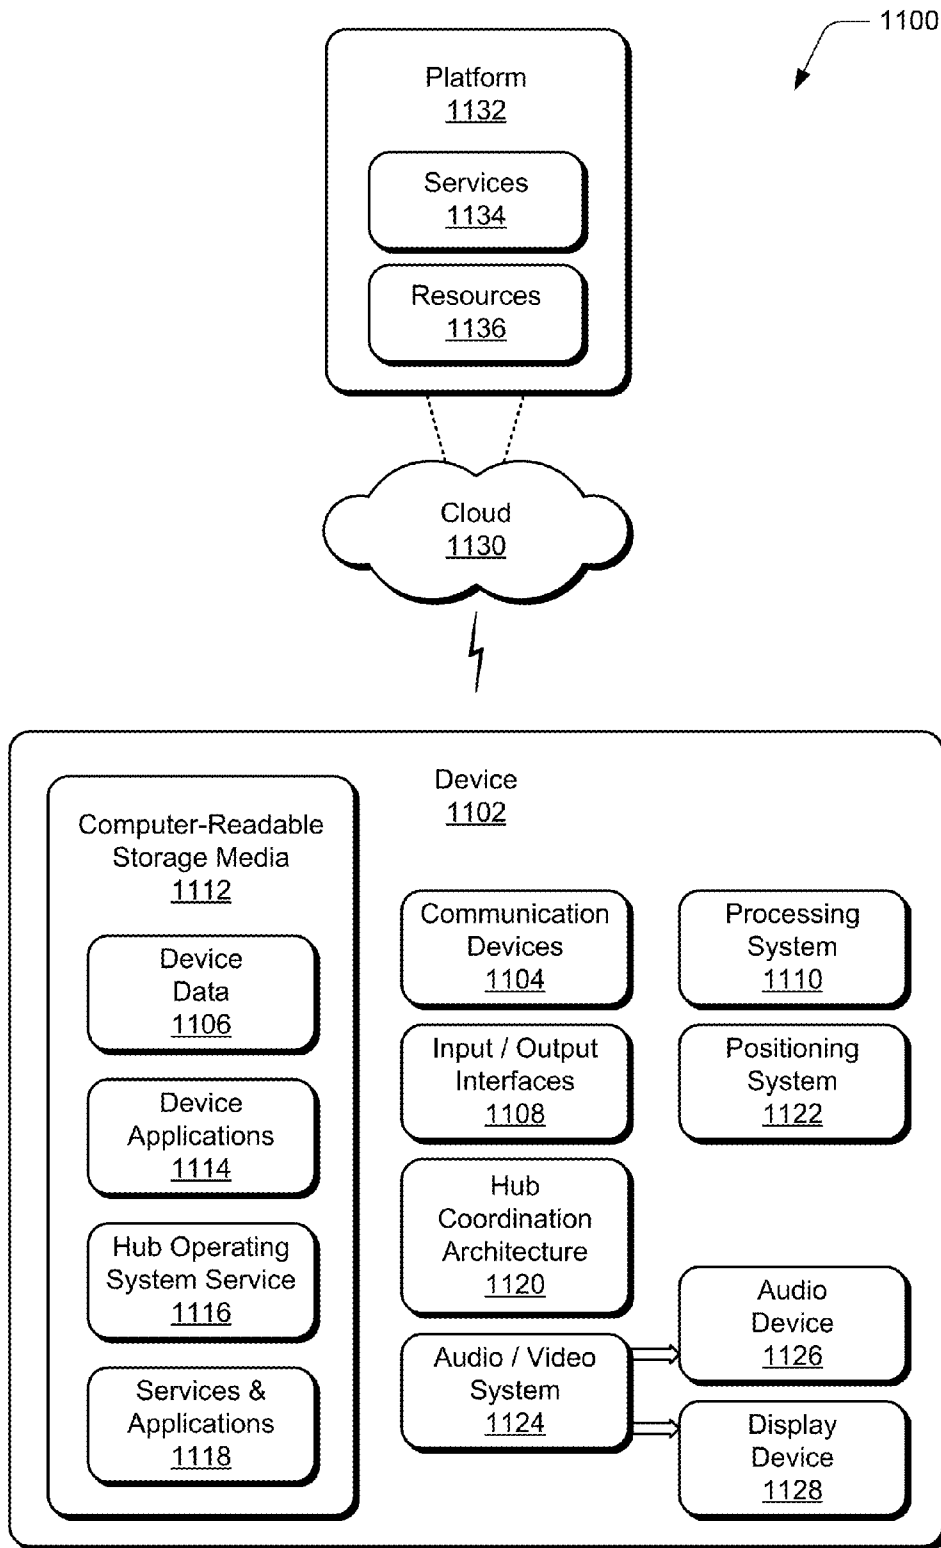 1100
Platform
1132
Services
1134
Resources
1136
Cloud
1130
Device
1102
Computer-Readable
Storage Media
1112
Device
Data
1106
Device
Applications
1114
Hub Operating
System Service
1116
Services &
Applications
1118
Communication
Devices
1104
Processing
System
1110
Input / Output
Interfaces
1108
Positioning
System
1122
Hub
Coordination
Architecture
1120
Audio / Video
System
1124
Audio
Device
1126
Display
Device
1128